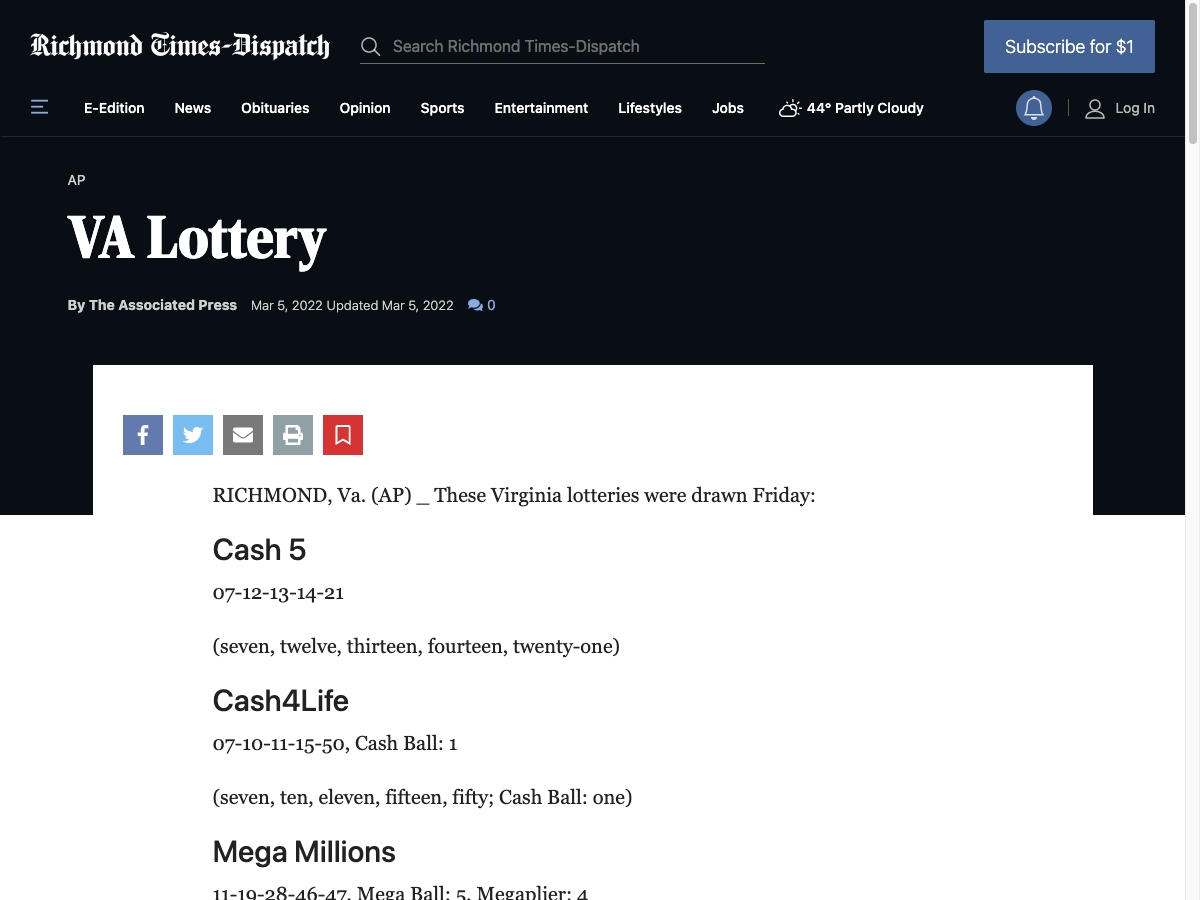 Richmond Times-Dispatch
Search Richmond Times-Dispatch
Subscribe for $1
E-Edition News Obituaries Opinion Sports Entertainment Lifestyles Jobs 44° Partly Cloudy Log In
AP
VA Lottery
By The Associated Press Mar 5, 2022 Updated Mar 5, 2022 0
RICHMOND, Va. (AP) _ These Virginia lotteries were drawn Friday:
Cash 5
07-12-13-14-21
(seven, twelve, thirteen, fourteen, twenty-one)
Cash4Life
07-10-11-15-50, Cash Ball: 1
(seven, ten, eleven, fifteen, fifty; Cash Ball: one)
Mega Millions
11-19-28-46-47, Mega Ball: 5, Megaplier: 4